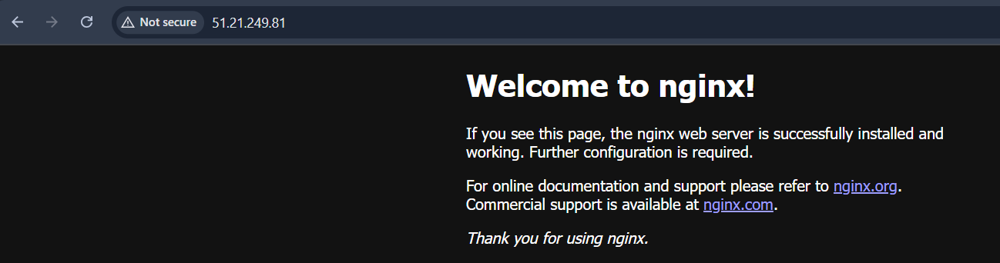 Not secure 51.21.249.81
Welcome to nginx!
If you see this page, the nginx web server is successfully installed and
working. Further configuration is required.
For online documentation and support please refer to nginx.org.
Commercial support is available at nginx.com.
Thank you for using nginx.